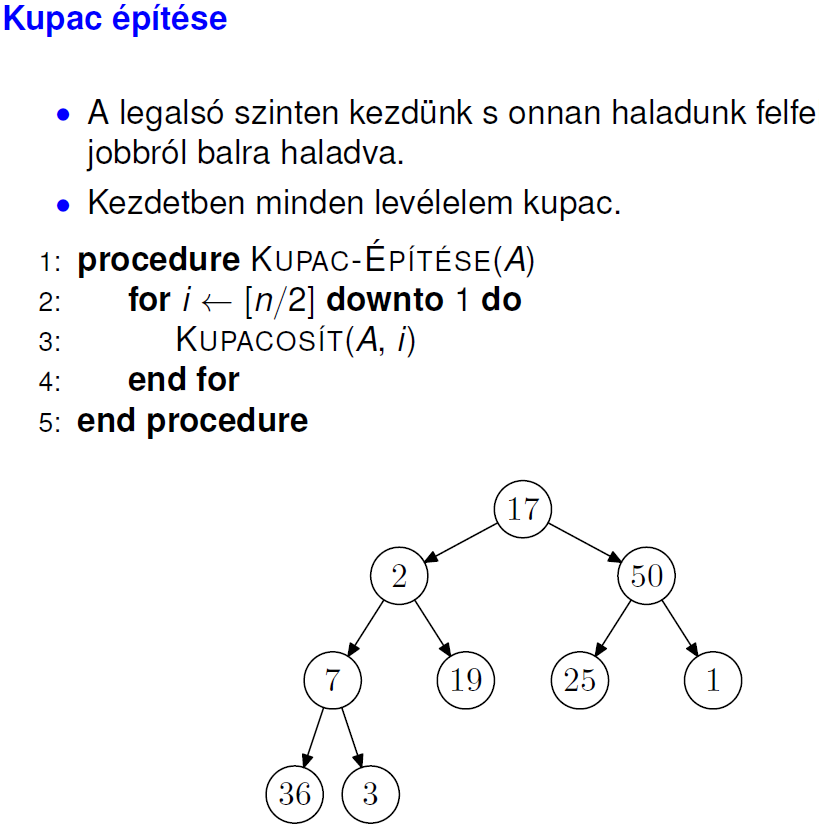 Kupac építése
• A legalsó szinten kezdünk s onnan haladunk felfe
jobbról balra haladva.
• Kezdetben minden levélelem kupac.
1: procedure KUPAC-ÉPÍTÉSE(A)
2: for i ← [n/2] downto 1 do
3: KUPACOSÍT(A, i)
4: end for
5: end procedure
17
2 50
7 19 25 1
36 3